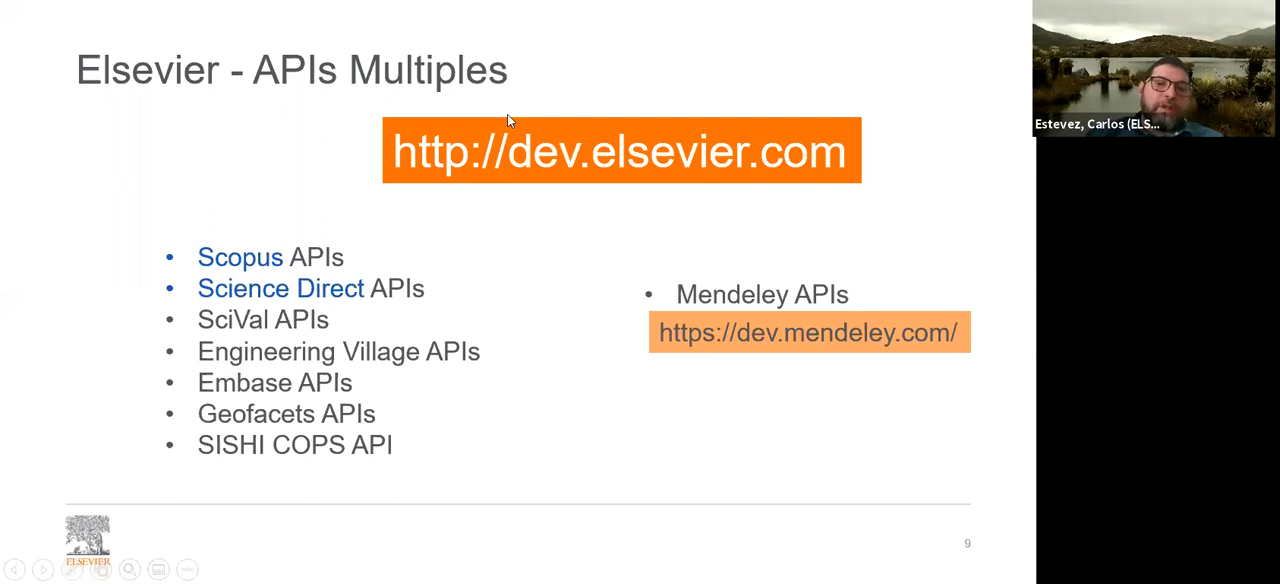 Elsevier - APIs Multiples
http://dev.elsevier.com
• Scopus APIs
• Science Direct APIs
• SciVal APIs
• Engineering Village APIs
• Embase APIs
• Geofacets APIs
• SISHI COPS API
• Mendeley APIs
https://dev.mendeley.com/
ELSEVIER
9
Estevez, Carlos (ELS...